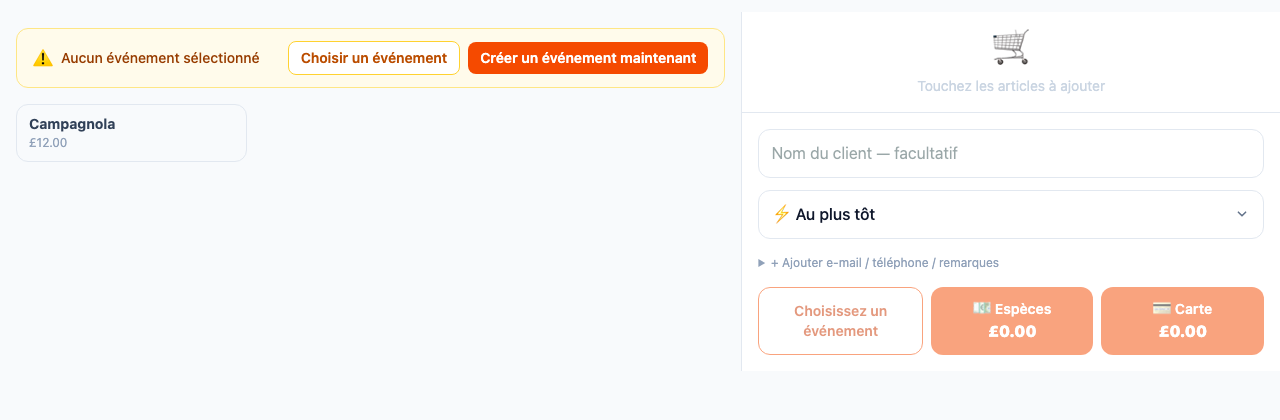 Aucun événement sélectionné
Choisir un événement
Créer un événement maintenant
Campagnola
£12.00
Touchez les articles à ajouter
Nom du client — facultatif
Au plus tôt
+ Ajouter e-mail / téléphone / remarques
Choisissez un
événement
Espèces
£0.00
Carte
£0.00